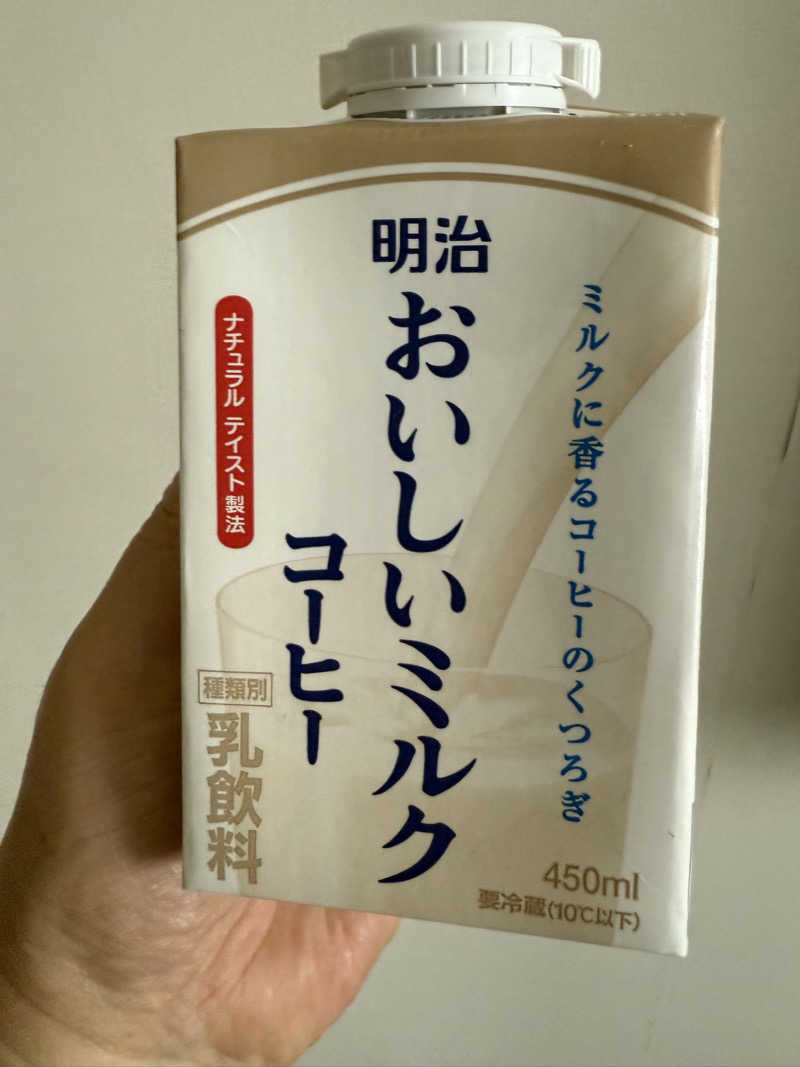 明治
おいしいミルク
コーヒー
ミルクに香るコーヒーのくつろぎ
ナチュラル テイスト製法
種類別
乳飲料
450ml
要冷蔵(10℃以下)